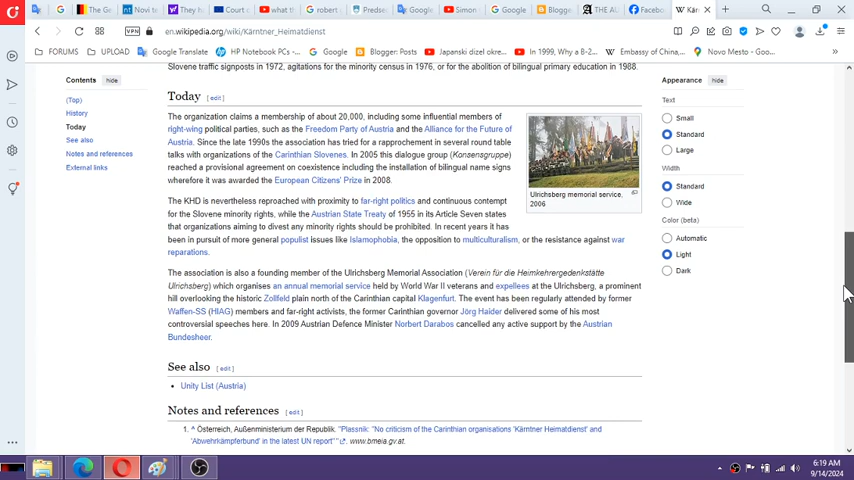 The G
Novi ta
They h
Court c
what th
robert
Predse
Google
Simon t
Google
Blogge
THE AU
Facebo
Kär
VPN
en.wikipedia.org/wiki/Kärntner_Heimatdienst
FORUMS
UPLOAD
Google Translate
HP Notebook PCs -...
Google
Blogger: Posts
Japanski dizel okre...
In 1999, Why a B-2...
Embassy of China,...
Novo Mesto - Goo...
Contents hide
(Top)
History
Today
See also
Notes and references
External links
Slovene traffic signposts in 1972, agitations for the minority census in 1976, or for the abolition of bilingual primary education in 1988.
Today [ edit ]
The organization claims a membership of about 20,000, including some influential members of
right-wing political parties, such as the Freedom Party of Austria and the Alliance for the Future of
Austria. Since the late 1990s the association has tried for a rapprochement in several round table
talks with organizations of the Carinthian Slovenes. In 2005 this dialogue group (Konsensgruppe)
reached a provisional agreement on coexistence including the installation of bilingual name signs
wherefore it was awarded the European Citizens' Prize in 2008.
Ulrichsberg memorial service,
2006
The KHD is nevertheless reproached with proximity to far-right politics and continuous contempt
for the Slovene minority rights, while the Austrian State Treaty of 1955 in its Article Seven states
that organizations aiming to divest any minority rights should be prohibited. In recent years it has
been in pursuit of more general populist issues like Islamophobia, the opposition to multiculturalism, or the resistance against war
reparations.
The association is also a founding member of the Ulrichsberg Memorial Association (Verein für die Heimkehrergedenkstätte
Ulrichsberg) which organises an annual memorial service held by World War II veterans and expellees at the Ulrichsberg, a prominent
hill overlooking the historic Zollfeld plain north of the Carinthian capital Klagenfurt. The event has been regularly attended by former
Waffen-SS (HIAG) members and far-right activists, the former Carinthian governor Jörg Haider delivered some of his most
controversial speeches here. In 2009 Austrian Defence Minister Norbert Darabos cancelled any active support by the Austrian
Bundesheer.
See also [ edit ]
• Unity List (Austria)
Notes and references [ edit ]
1. ^ Österreich, Außenministerium der Republik. "Plassnik: "No criticism of the Carinthian organisations 'Kärntner Heimatdienst' and
'Abwehrkämpferbund' in the latest UN report"". www.bmeia.gv.at.
Appearance hide
Text
Small
Standard
Large
Width
Standard
Wide
Color (beta)
Automatic
Light
Dark
6:19 AM
9/14/2024